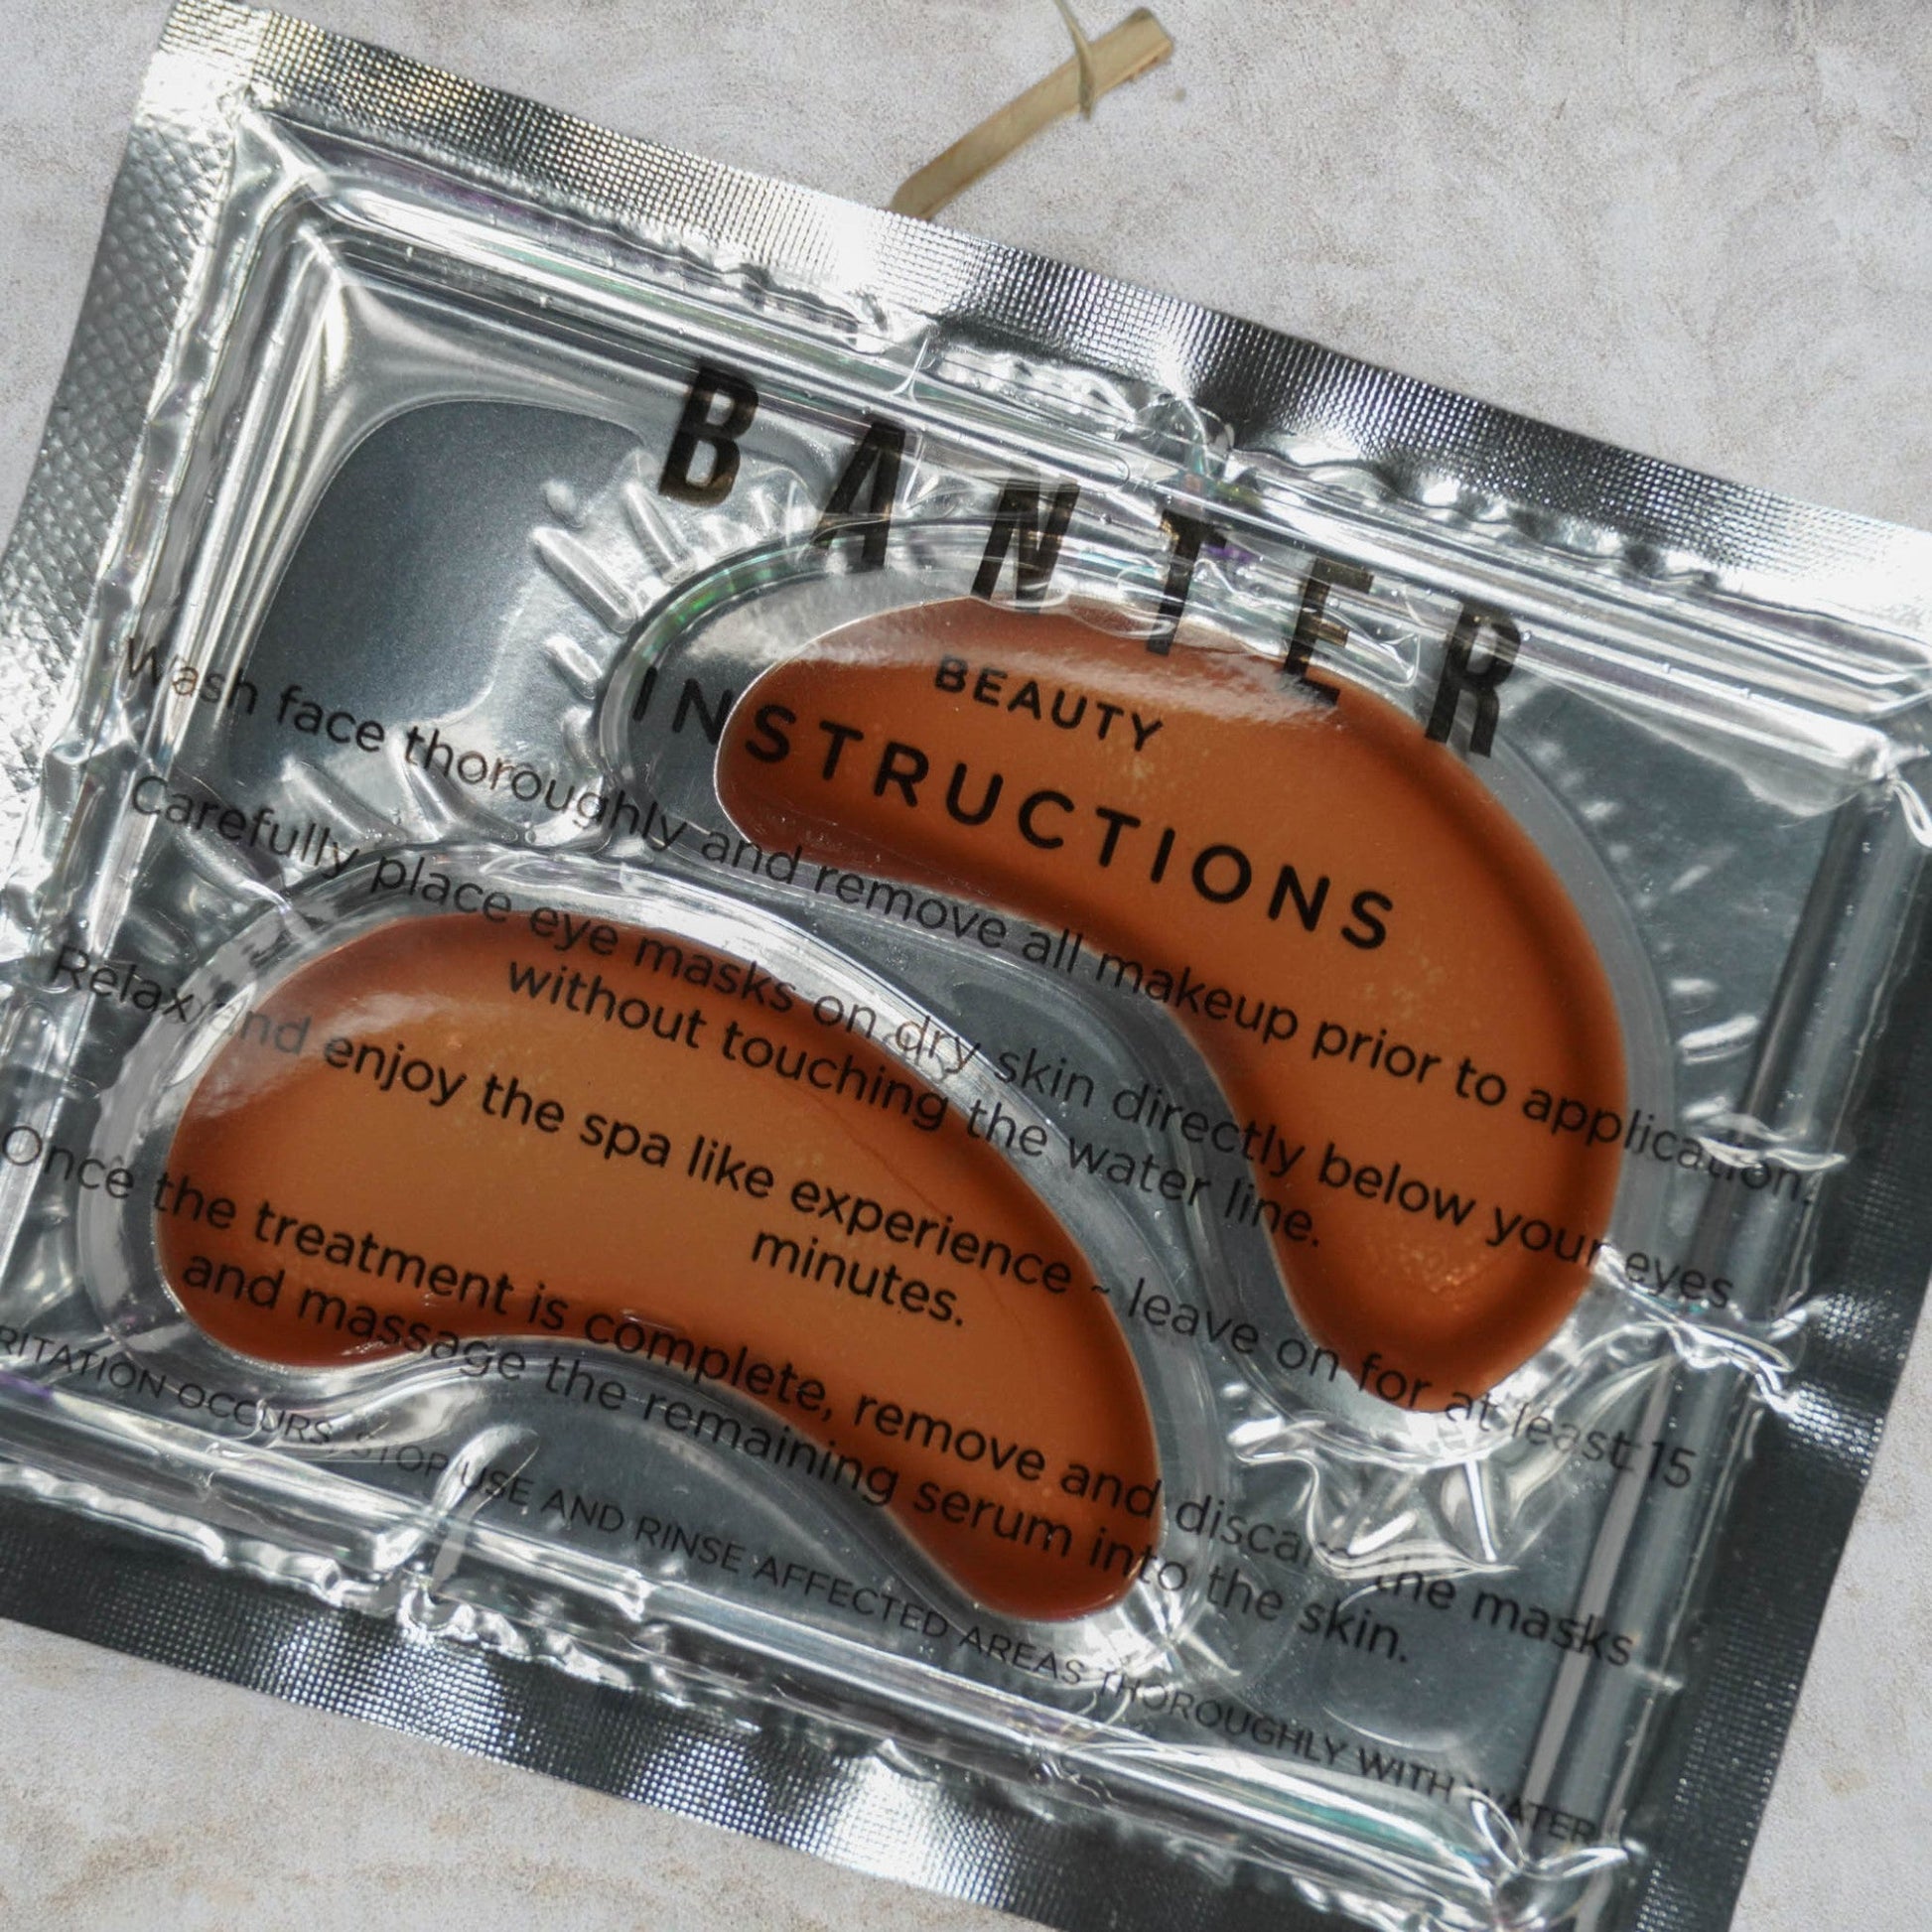 BANTER
BEAUTY
INSTRUCTIONS
Wash face thoroughly and remove all makeup prior to application.
Carefully place eye masks on dry skin directly below your eyes
without touching the water line.
Relax and enjoy the spa like experience ~ leave on for at least 15
minutes.
Once the treatment is complete, remove and discard the masks
and massage the remaining serum into the skin.
OCCURS, STOP USE AND RINSE AFFECTED AREAS THOROUGHLY WITH WATER